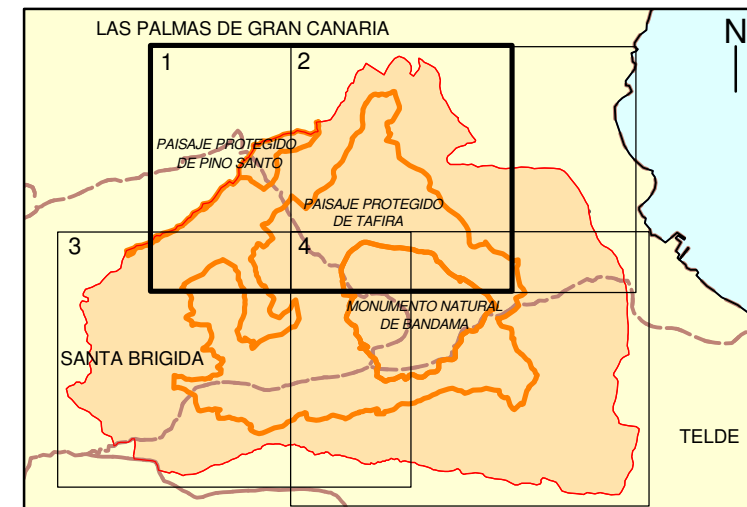 LAS PALMAS DE GRAN CANARIA
N
1
2
PAISAJE PROTEGIDO
DE PINO SANTO
PAISAJE PROTEGIDO
DE TAFIRA
3
4
MONUMENTO NATURAL
DE BANDAMA
SANTA BRIGIDA
TELDE